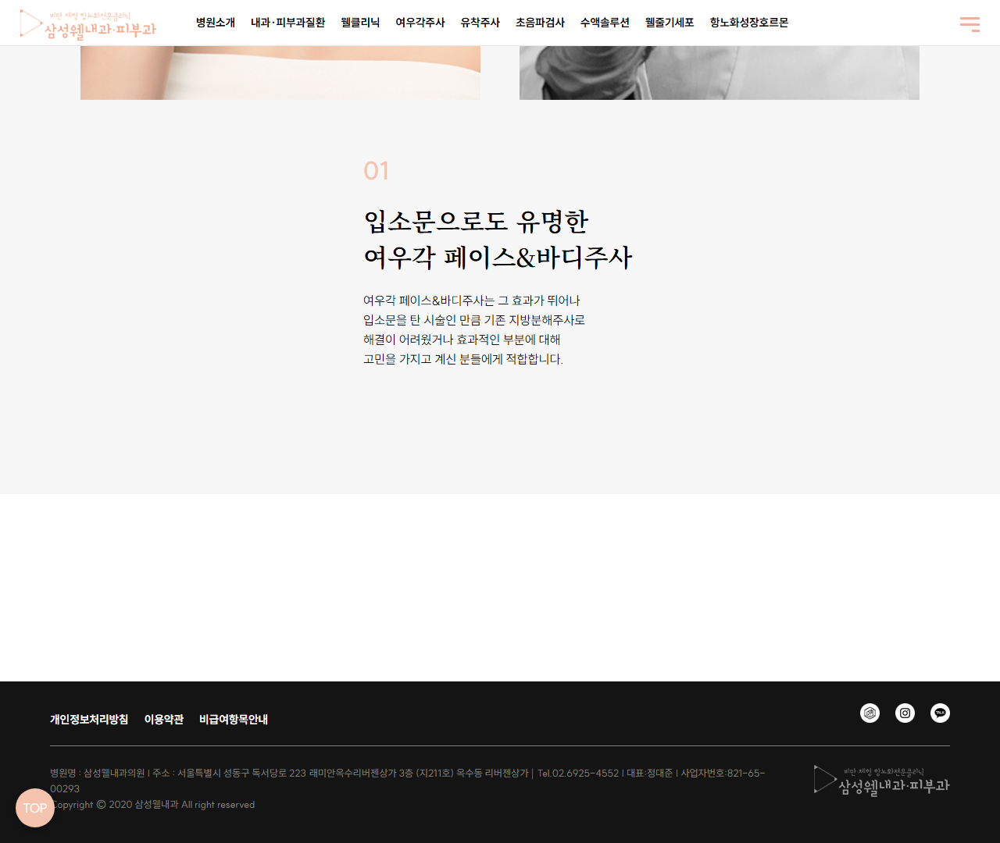 비만 체형 항노화전문클리닉
삼성웰내과·피부과
병원소개 내과·피부과질환 웰클리닉 여우각주사 유착주사 초음파검사 수액솔루션 웰줄기세포 항노화성장호르몬
01
입소문으로도 유명한
여우각 페이스&바디주사
여우각 페이스&바디주사는 그 효과가 뛰어나
입소문을 탄 시술인 만큼 기존 지방분해주사로
해결이 어려웠거나 효과적인 부분에 대해
고민을 가지고 계신 분들에게 적합합니다.
개인정보처리방침 이용약관 비급여항목안내
TALK
병원명 : 삼성웰내과의원 I 주소 : 서울특별시 성동구 독서당로 223 래미안옥수리버젠상가 3층 (지211호) 옥수동 리버젠상가 | Tel.02.6925-4552 I 대표:정대준 I 사업자번호:821-65-
00293
Copyright © 2020 삼성웰내과 All right reserved
비만 체형 항노화전문클리닉
삼성웰내과·피부과
TOP